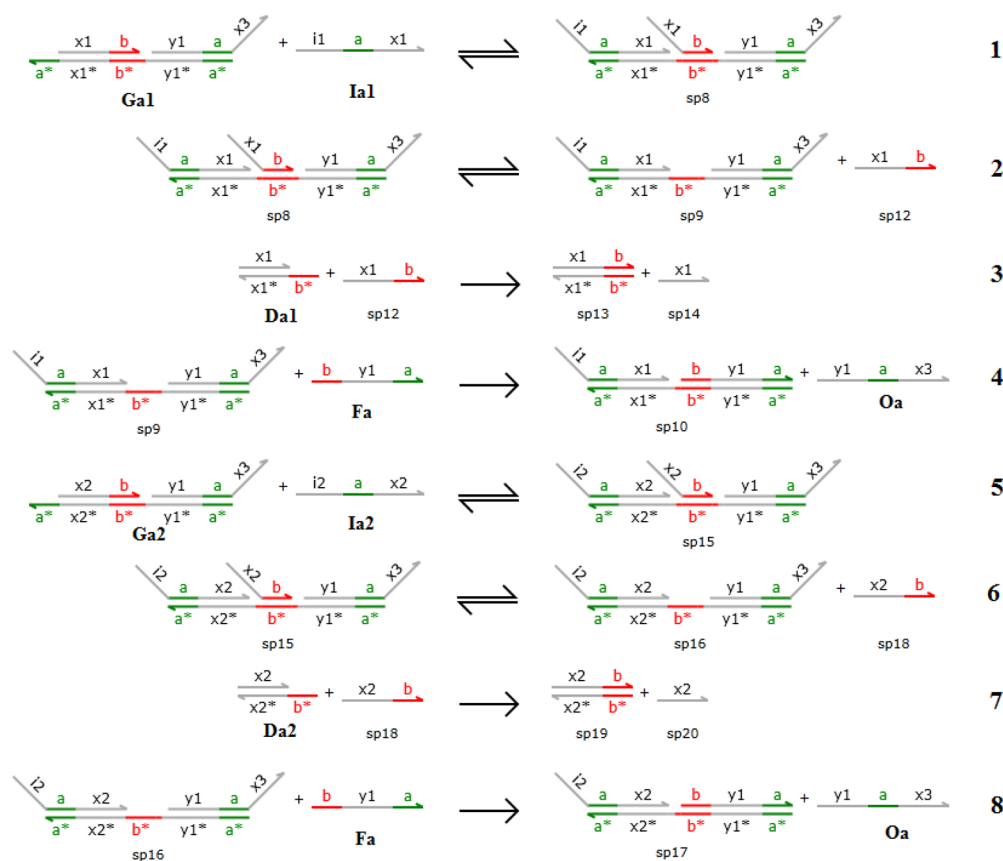 x1 b y1 a x3 + i1 a x1 i1 a x1 x1 b y1 a x3 1
a* x1* b* y1* a* a* x1* b* y1* a*
Ga1 Ia1 sp8
i1 a x1 x1 b y1 a x3 i1 a x1 y1 a x3 + x1 b 2
a* x1* b* y1* a* a* x1* b* y1* a*
sp8 sp9 sp12
x1 + x1 b x1 b + x1 3
x1* b* x1* b*
Da1 sp12 sp13 sp14
i1 a x1 y1 a x3 + b y1 a i1 a x1 b y1 a + y1 a x3 4
a* x1* b* y1* a* a* x1* b* y1* a*
sp9 Fa sp10 Oa
x2 b y1 a x3 + i2 a x2 i2 a x2 x2 b y1 a x3 5
a* x2* b* y1* a* a* x2* b* y1* a*
Ga2 Ia2 sp15
i2 a x2 x2 b y1 a x3 i2 a x2 y1 a x3 + x2 b 6
a* x2* b* y1* a* a* x2* b* y1* a*
sp15 sp16 sp18
x2 + x2 b x2 b + x2 7
x2* b* x2* b*
Da2 sp18 sp19 sp20
i2 a x2 y1 a x3 + b y1 a i2 a x2 b y1 a + y1 a x3 8
a* x2* b* y1* a* a* x2* b* y1* a*
sp16 Fa sp17 Oa